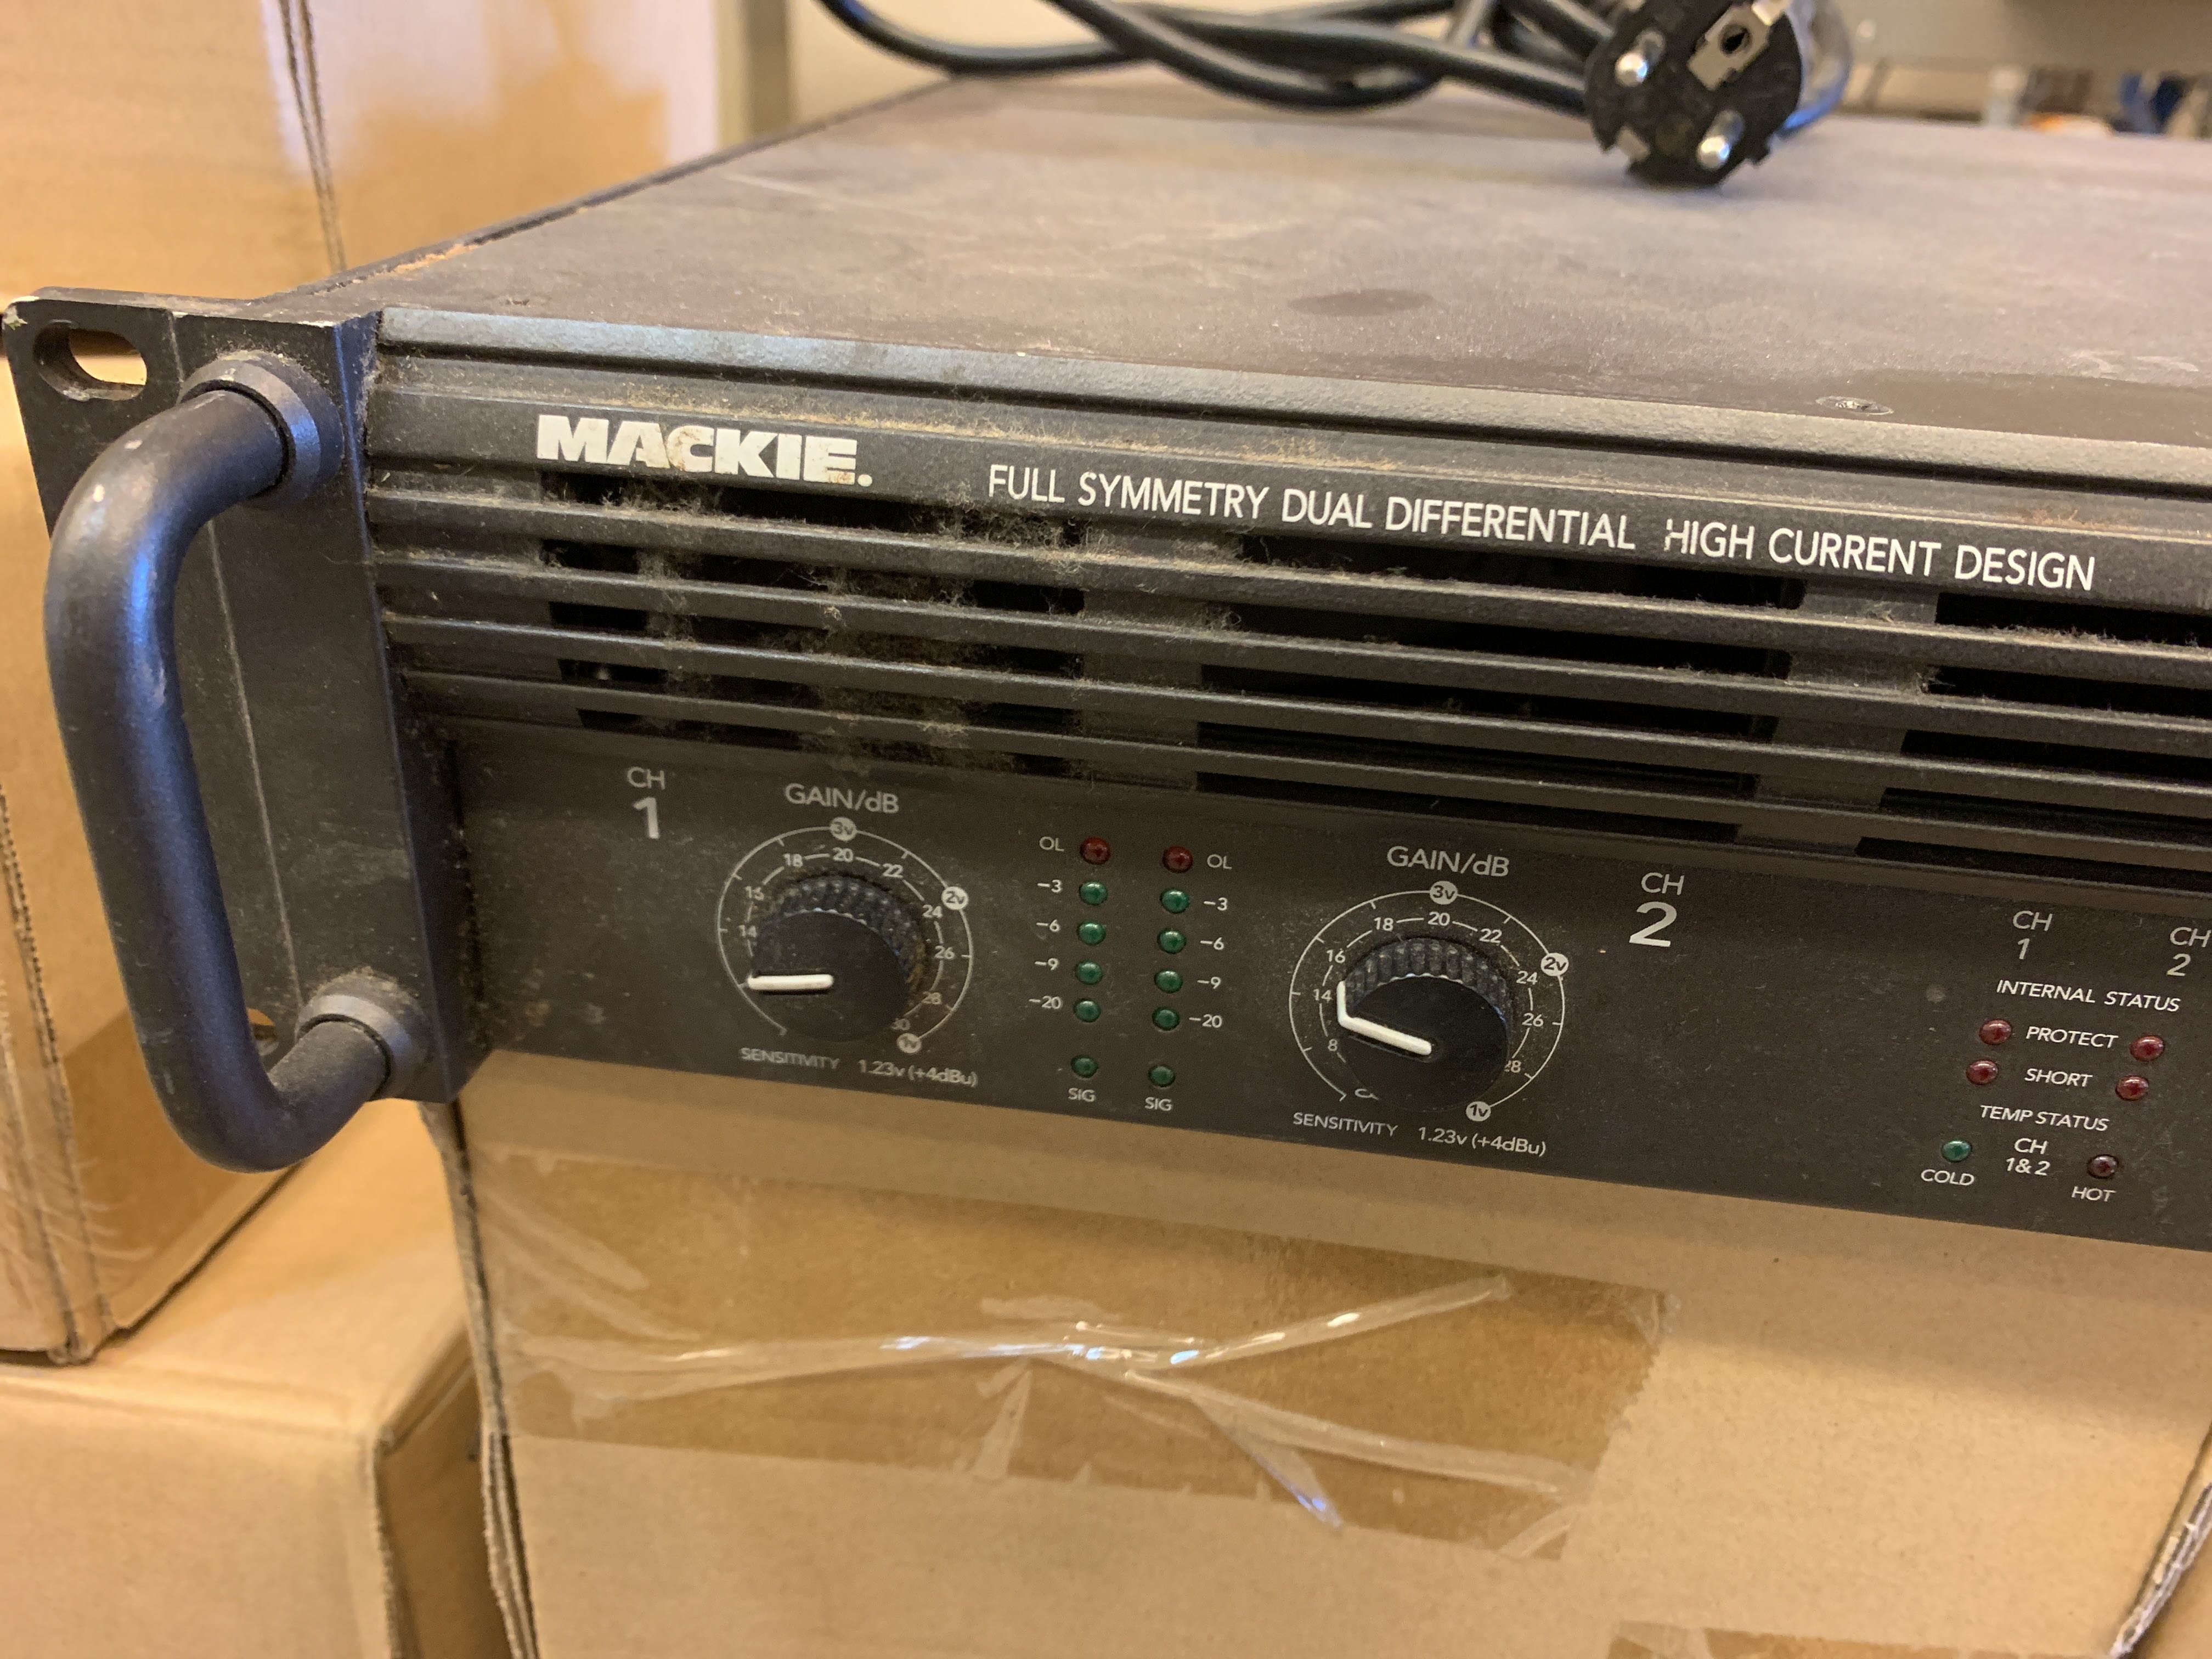 MACKIE.
FULL SYMMETRY DUAL DIFFERENTIAL HIGH CURRENT DESIGN
CH
1
GAIN/dB
3v
18 20 22
2v
24
14
26
28
30
1v
SENSITIVITY 1.23v (+4dBu)
OL OL
-3 -3
-6 -6
-9 -9
-20 -20
SIG SIG
GAIN/dB
3v
18 20 22
16
2v
24
14
26
8
28
1v
SENSITIVITY 1.23v (+4dBu)
CH
2
CH CH
1 2
INTERNAL STATUS
PROTECT
SHORT
TEMP STATUS
CH
1&2
COLD HOT